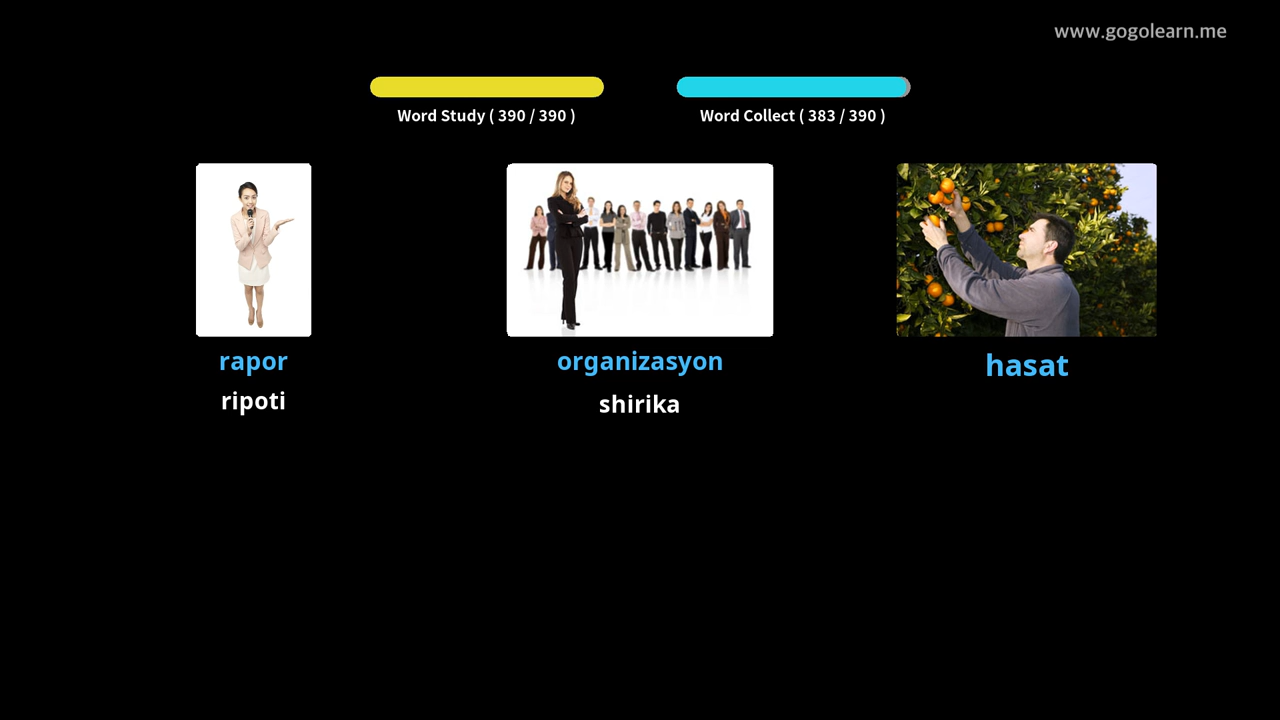 www.gogolearn.me
Word Study ( 390 / 390 )
Word Collect ( 383 / 390 )
rapor
ripoti
organizasyon
shirika
hasat